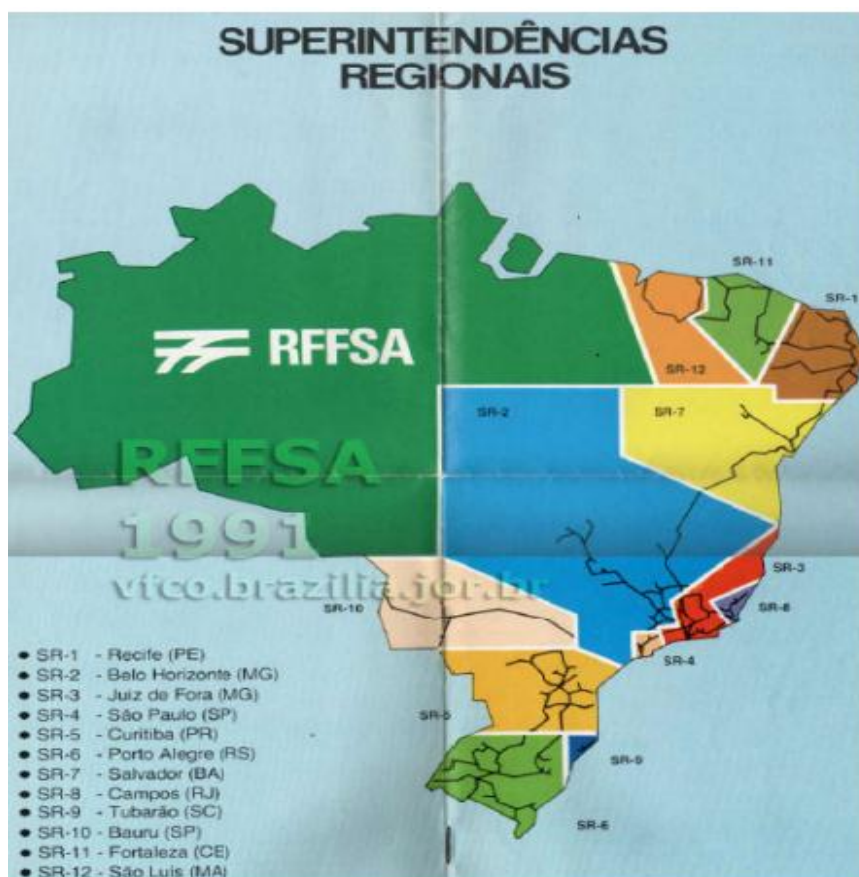 SUPERINTENDÊNCIAS
REGIONAIS
SR-11
SR-1
RFFSA
SR-12
SR-2
SR-7
RFFSA
1991
vfco.brazilia.jor.br
SR-3
SR-10
SR-8
SR-4
SR-5
SR-9
SR-6
● SR-1 - Recife (PE)
● SR-2 - Belo Horizonte (MG)
● SR-3 - Juiz de Fora (MG)
● SR-4 - São Paulo (SP)
● SR-5 - Curitiba (PR)
● SR-6 - Porto Alegre (RS)
● SR-7 - Salvador (BA)
● SR-8 - Campos (RJ)
● SR-9 - Tubarão (SC)
● SR-10 - Bauru (SP)
● SR-11 - Fortaleza (CE)
● SR-12 - São Luís (MA)